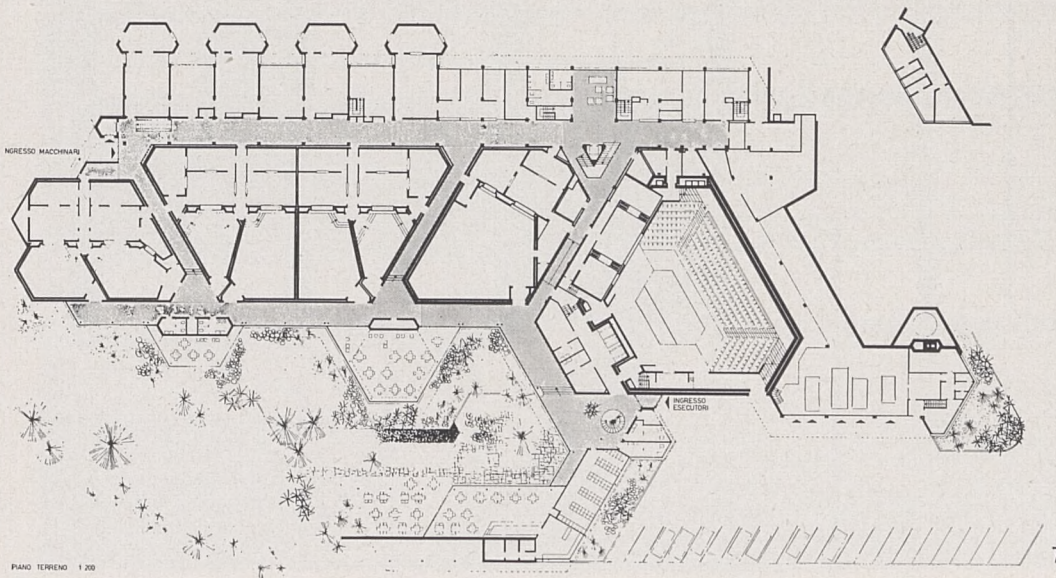 NGRESSO MACCHINARI
INGRESSO
ESECUTORI
PIANO TERRENO 1 200